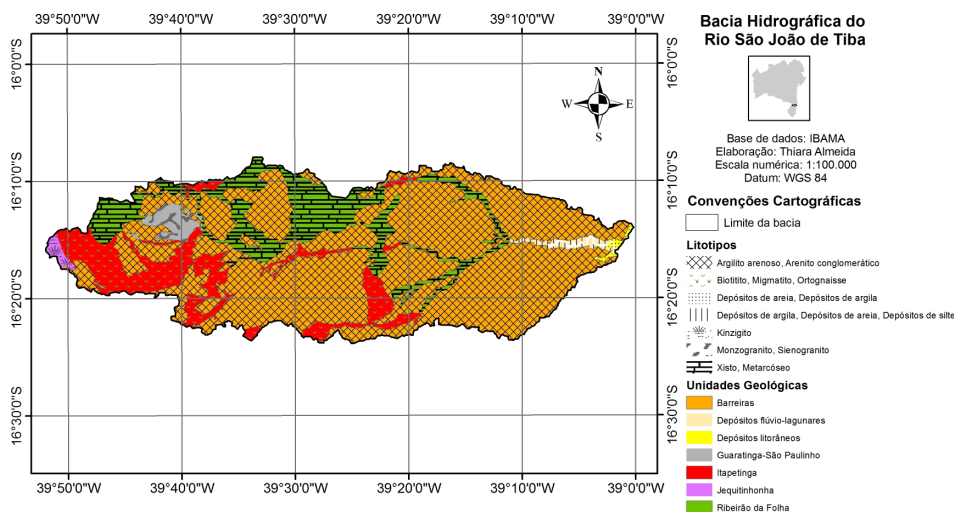 39°50'0"W 39°40'0"W 39°30'0"W 39°20'0"W 39°10'0"W 39°0'0"W
16°0'0"S 16°0'0"S
16°10'0"S 16°10'0"S
16°20'0"S 16°20'0"S
16°30'0"S 16°30'0"S
39°50'0"W 39°40'0"W 39°30'0"W 39°20'0"W 39°10'0"W 39°0'0"W
N
W E
S
Bacia Hidrográfica do
Rio São João de Tiba
Base de dados: IBAMA
Elaboração: Thiara Almeida
Escala numérica: 1:100.000
Datum: WGS 84
Convenções Cartográficas
Limite da bacia
Litotipos
Argilito arenoso, Arenito conglomerático
Biotitito, Migmatito, Ortognaisse
Depósitos de areia, Depósitos de argila
Depósitos de argila, Depósitos de areia, Depósitos de silte
Kinzigito
Monzogranito, Sienogranito
Xisto, Metarcóseo
Unidades Geológicas
Barreiras
Depósitos flúvio-lagunares
Depósitos litorâneos
Guaratinga-São Paulinho
Itapetinga
Jequitinhonha
Ribeirão da Folha